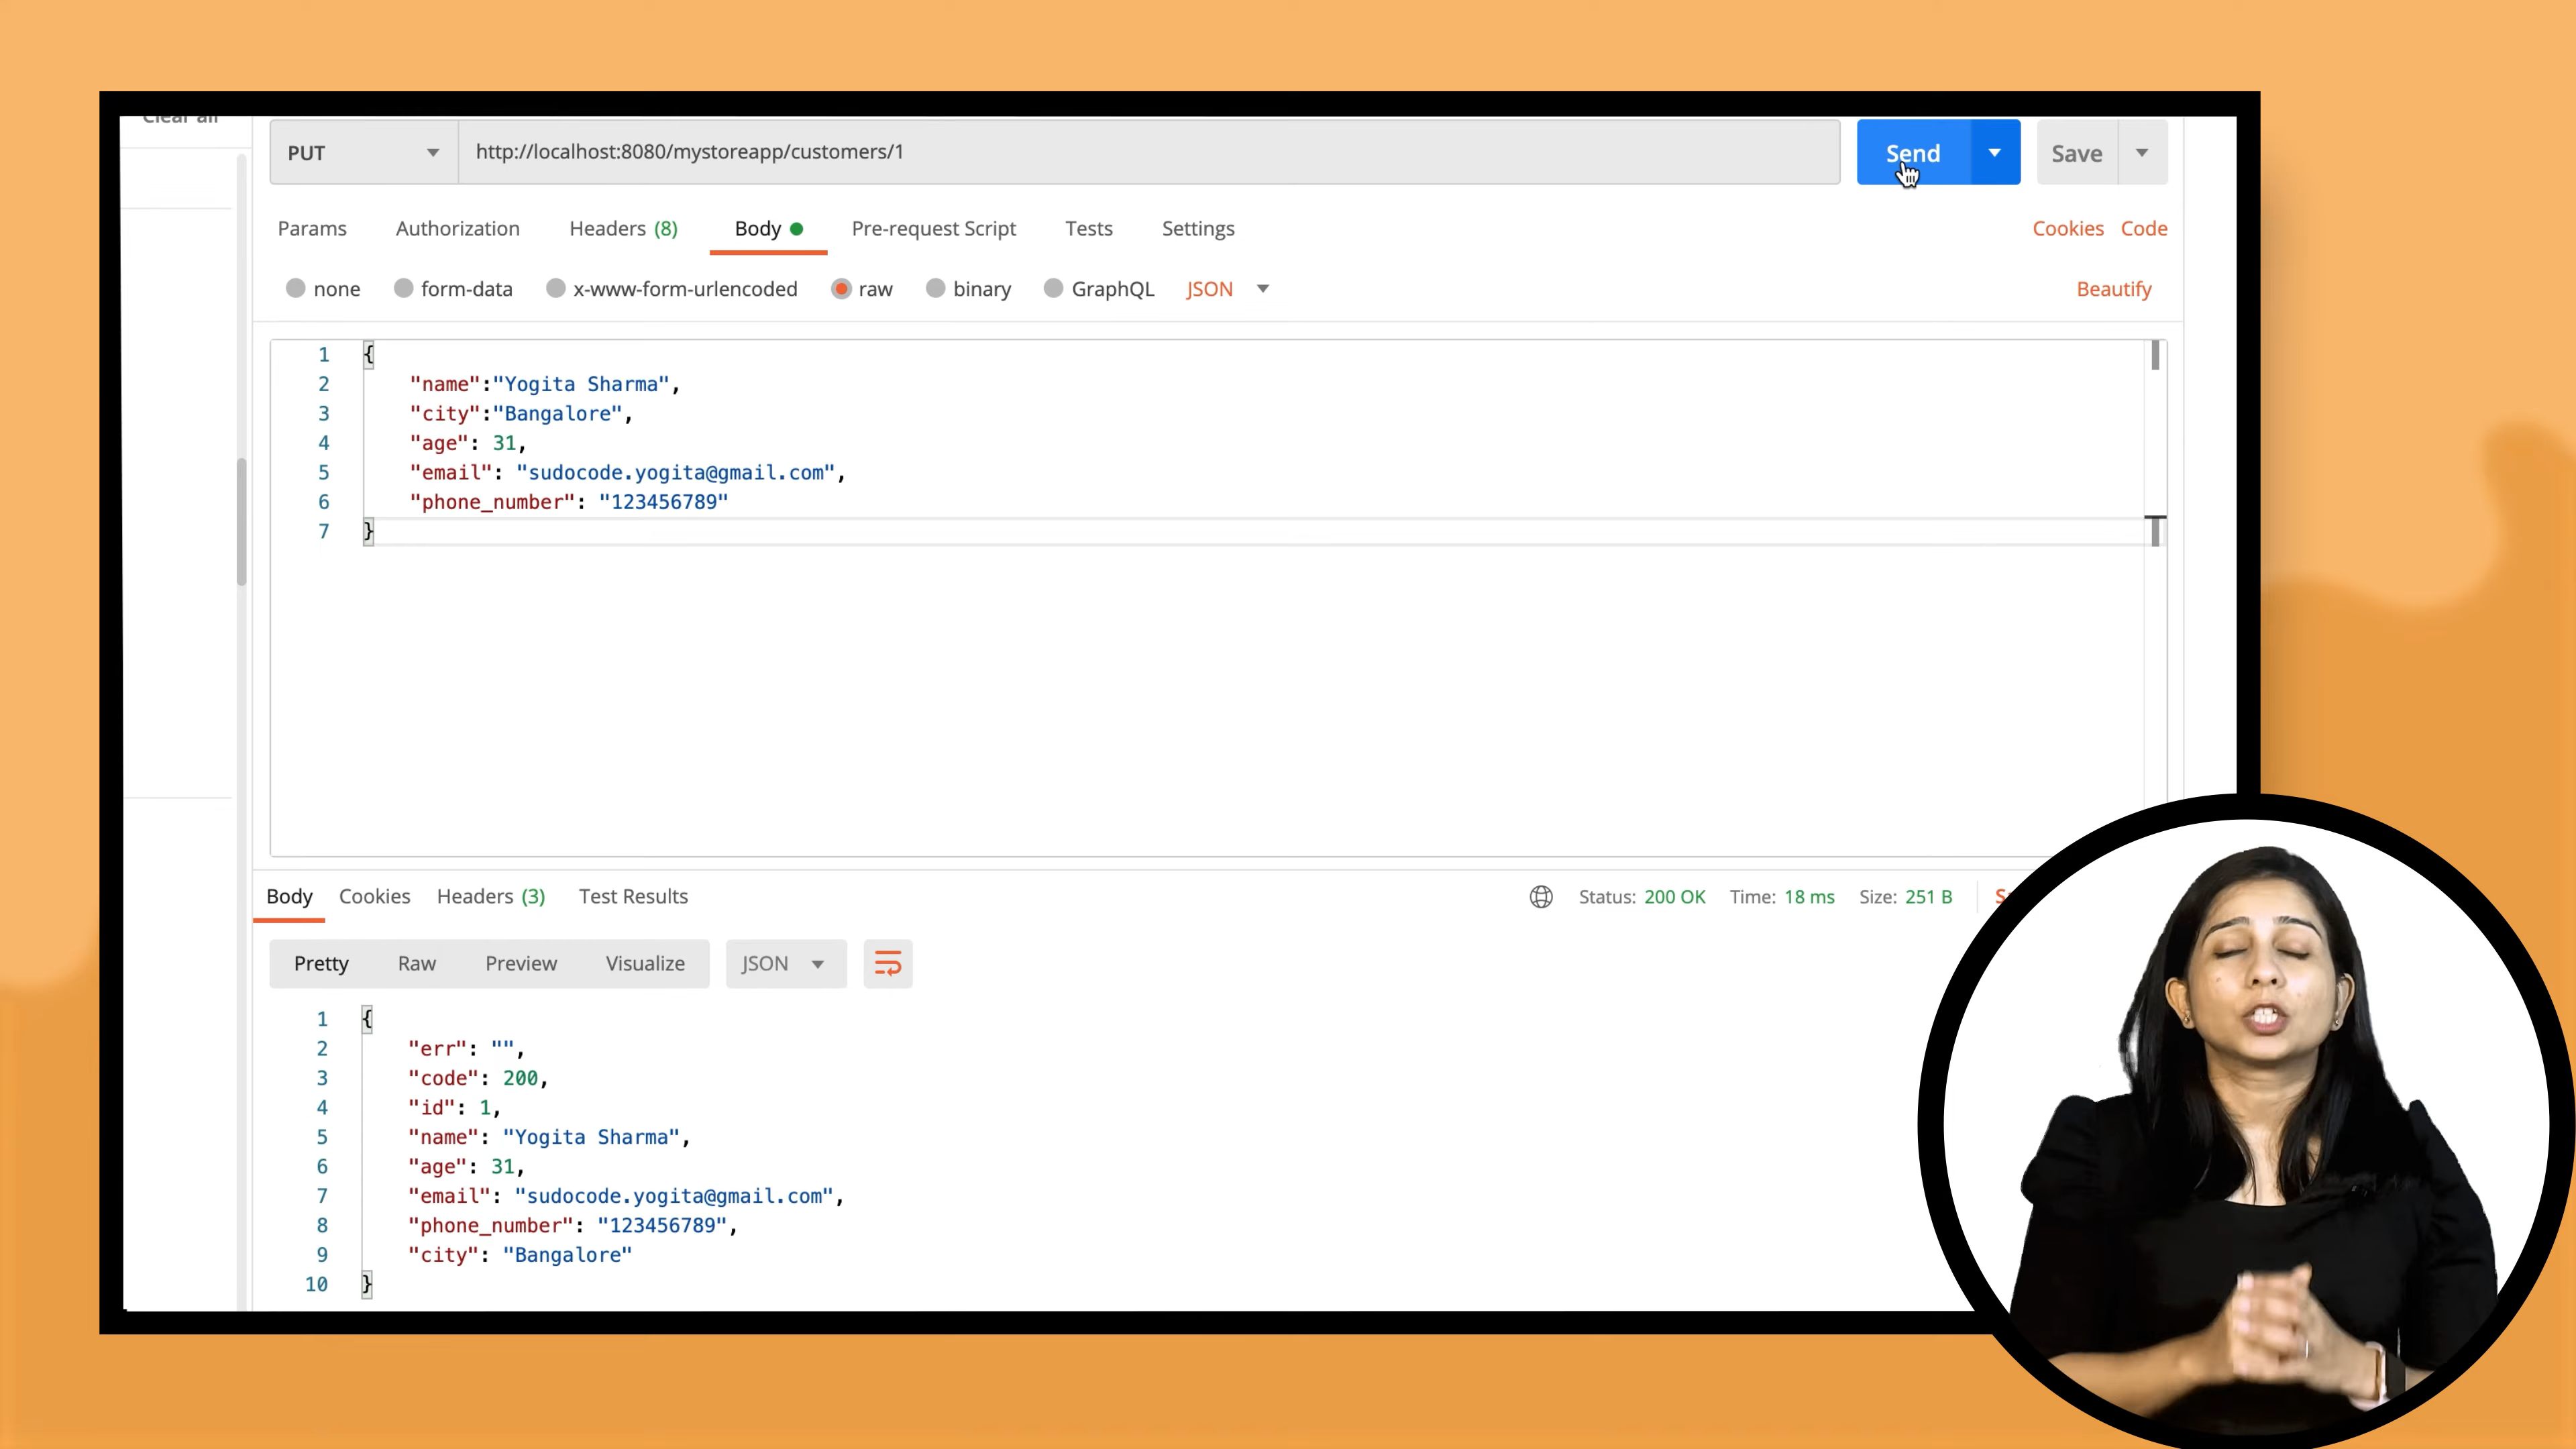 Clear all
PUT http://localhost:8080/mystoreapp/customers/1 Send Save
Params Authorization Headers (8) Body Pre-request Script Tests Settings Cookies Code
none form-data x-www-form-urlencoded raw binary GraphQL JSON Beautify
1 {
2 "name":"Yogita Sharma",
3 "city":"Bangalore",
4 "age": 31,
5 "email": "sudocode.yogita@gmail.com",
6 "phone_number": "123456789"
7 }
Body Cookies Headers (3) Test Results Status: 200 OK Time: 18 ms Size: 251 B
Pretty Raw Preview Visualize JSON
1 {
2 "err": "",
3 "code": 200,
4 "id": 1,
5 "name": "Yogita Sharma",
6 "age": 31,
7 "email": "sudocode.yogita@gmail.com",
8 "phone_number": "123456789",
9 "city": "Bangalore"
10 }